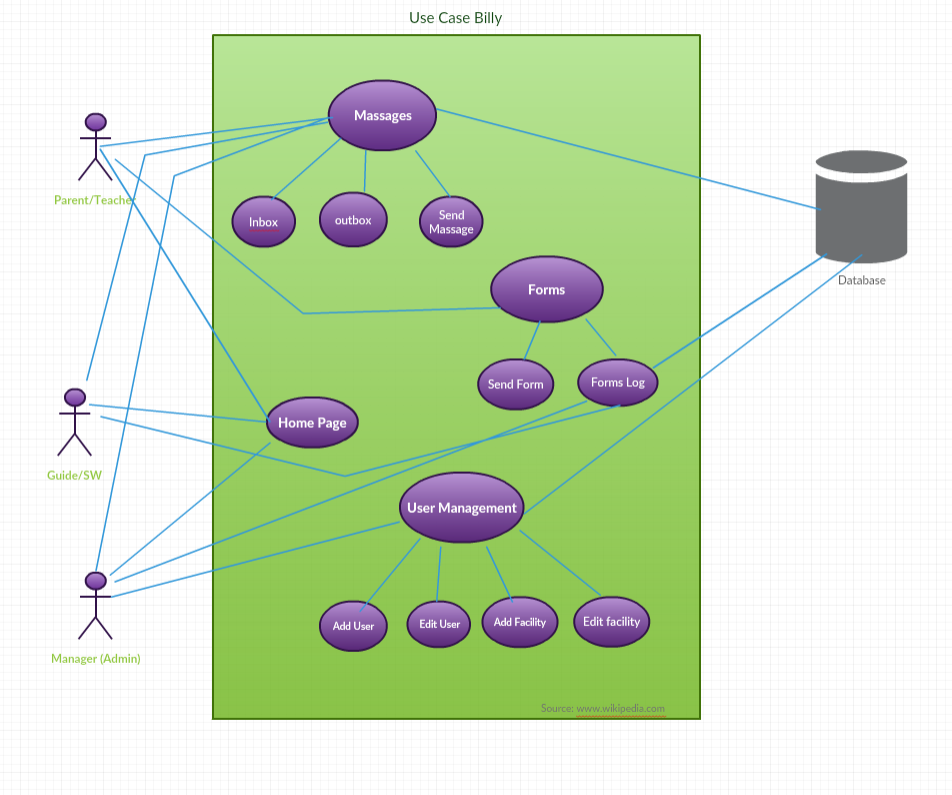 Use Case Billy
Massages
Parent/Teache
Inbox
outbox
Send
Massage
Database
Forms
Send Form
Forms Log
Home Page
Guide/SW
User Management
Add User
Edit User
Add Facility
Edit facility
Manager (Admin)
Source: www.wikipedia.com